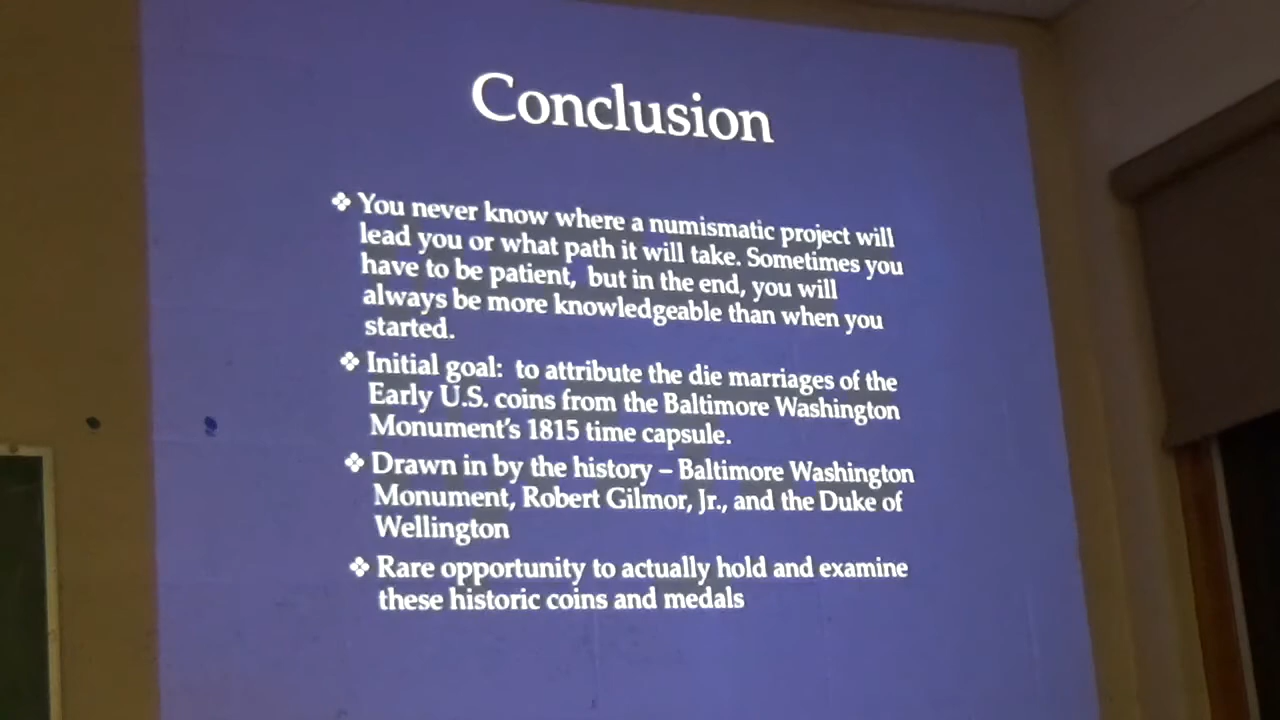 Conclusion
❖ You never know where a numismatic project will
lead you or what path it will take. Sometimes you
have to be patient, but in the end, you will
always be more knowledgeable than when you
started.
❖ Initial goal: to attribute the die marriages of the
Early U.S. coins from the Baltimore Washington
Monument's 1815 time capsule.
❖ Drawn in by the history – Baltimore Washington
Monument, Robert Gilmor, Jr., and the Duke of
Wellington
❖ Rare opportunity to actually hold and examine
these historic coins and medals